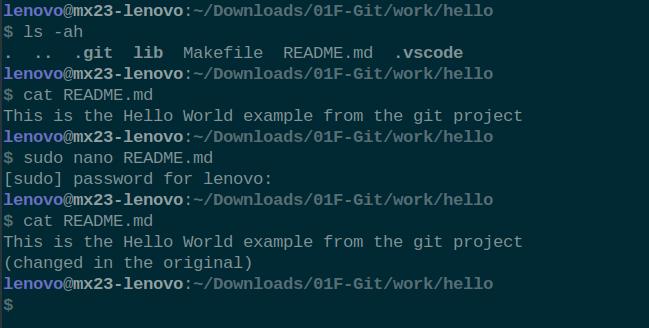 lenovo@mx23-lenovo:~/Downloads/01F-Git/work/hello
$ ls -ah
.  ..  .git  lib  Makefile  README.md  .vscode
lenovo@mx23-lenovo:~/Downloads/01F-Git/work/hello
$ cat README.md
This is the Hello World example from the git project
lenovo@mx23-lenovo:~/Downloads/01F-Git/work/hello
$ sudo nano README.md
[sudo] password for lenovo:
lenovo@mx23-lenovo:~/Downloads/01F-Git/work/hello
$ cat README.md
This is the Hello World example from the git project
(changed in the original)
lenovo@mx23-lenovo:~/Downloads/01F-Git/work/hello
$